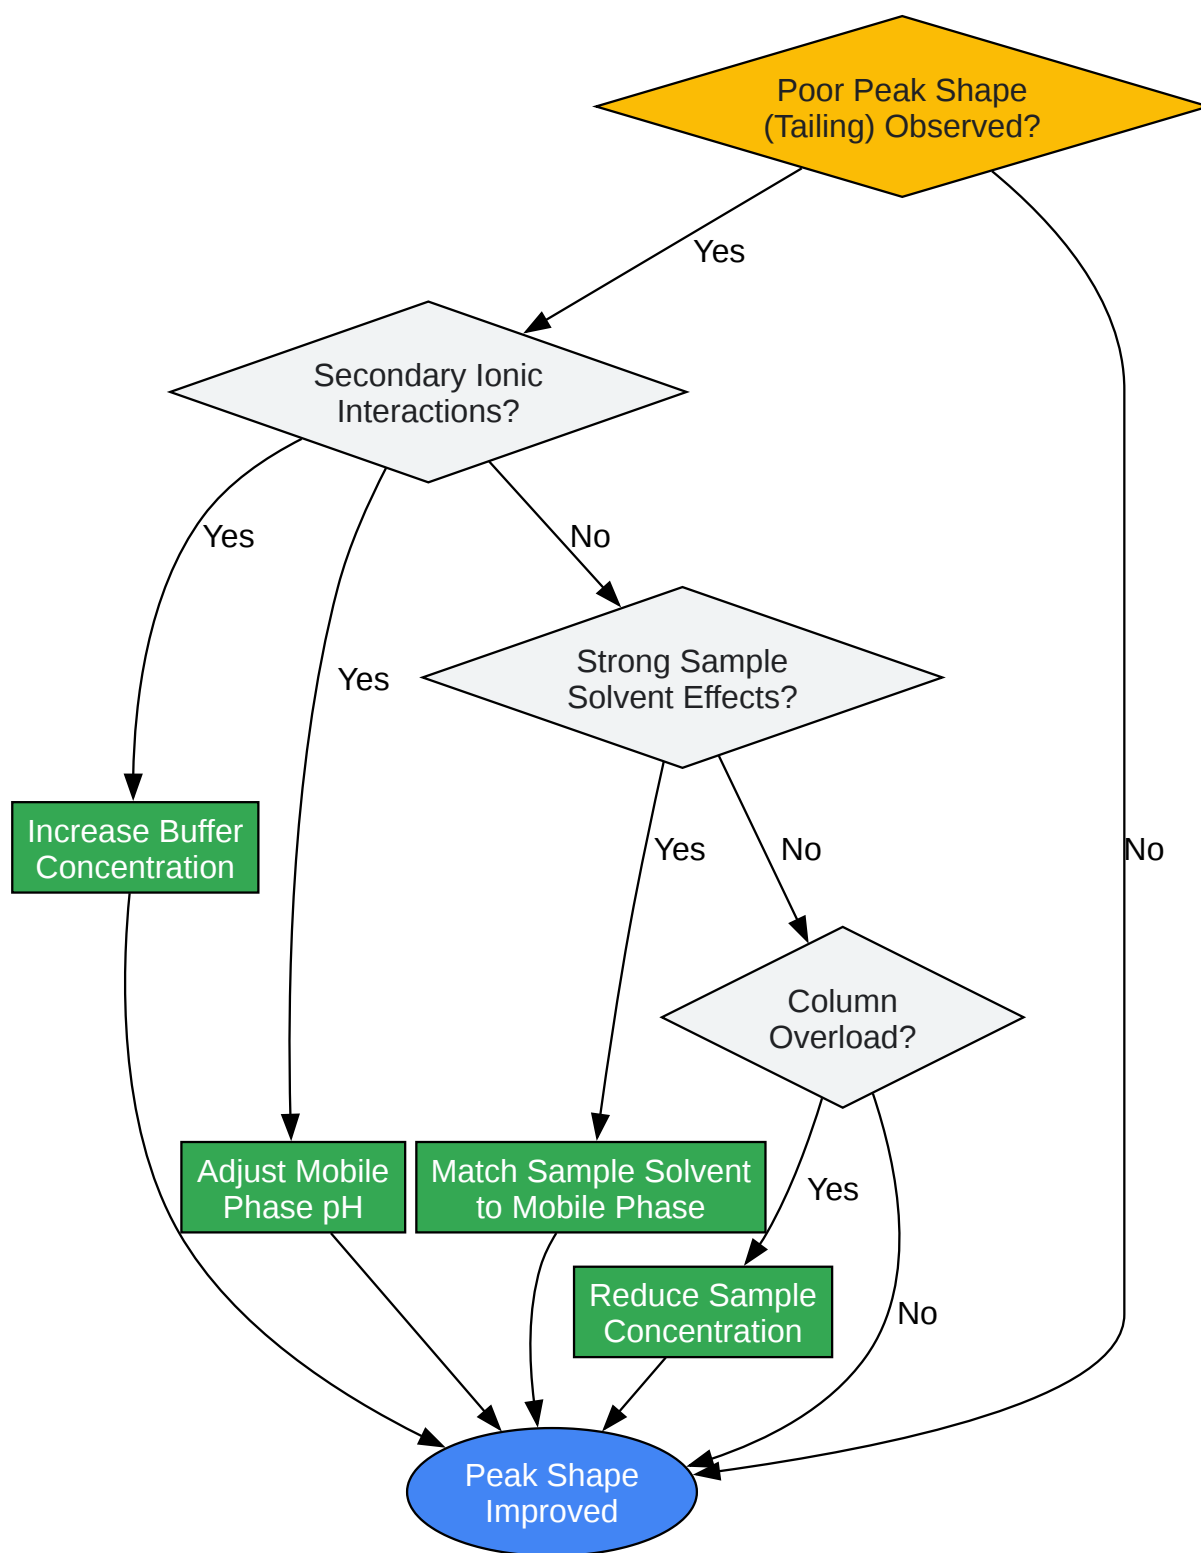 Poor Peak Shape
(Tailing) Observed?
Yes
Secondary Ionic
Interactions?
Yes
No
Strong Sample
Solvent Effects?
Yes
Increase Buffer
Concentration
Yes
No
No
Column
Overload?
Adjust Mobile
Phase pH
Match Sample Solvent
to Mobile Phase
Yes
Reduce Sample
Concentration
No
Peak Shape
Improved